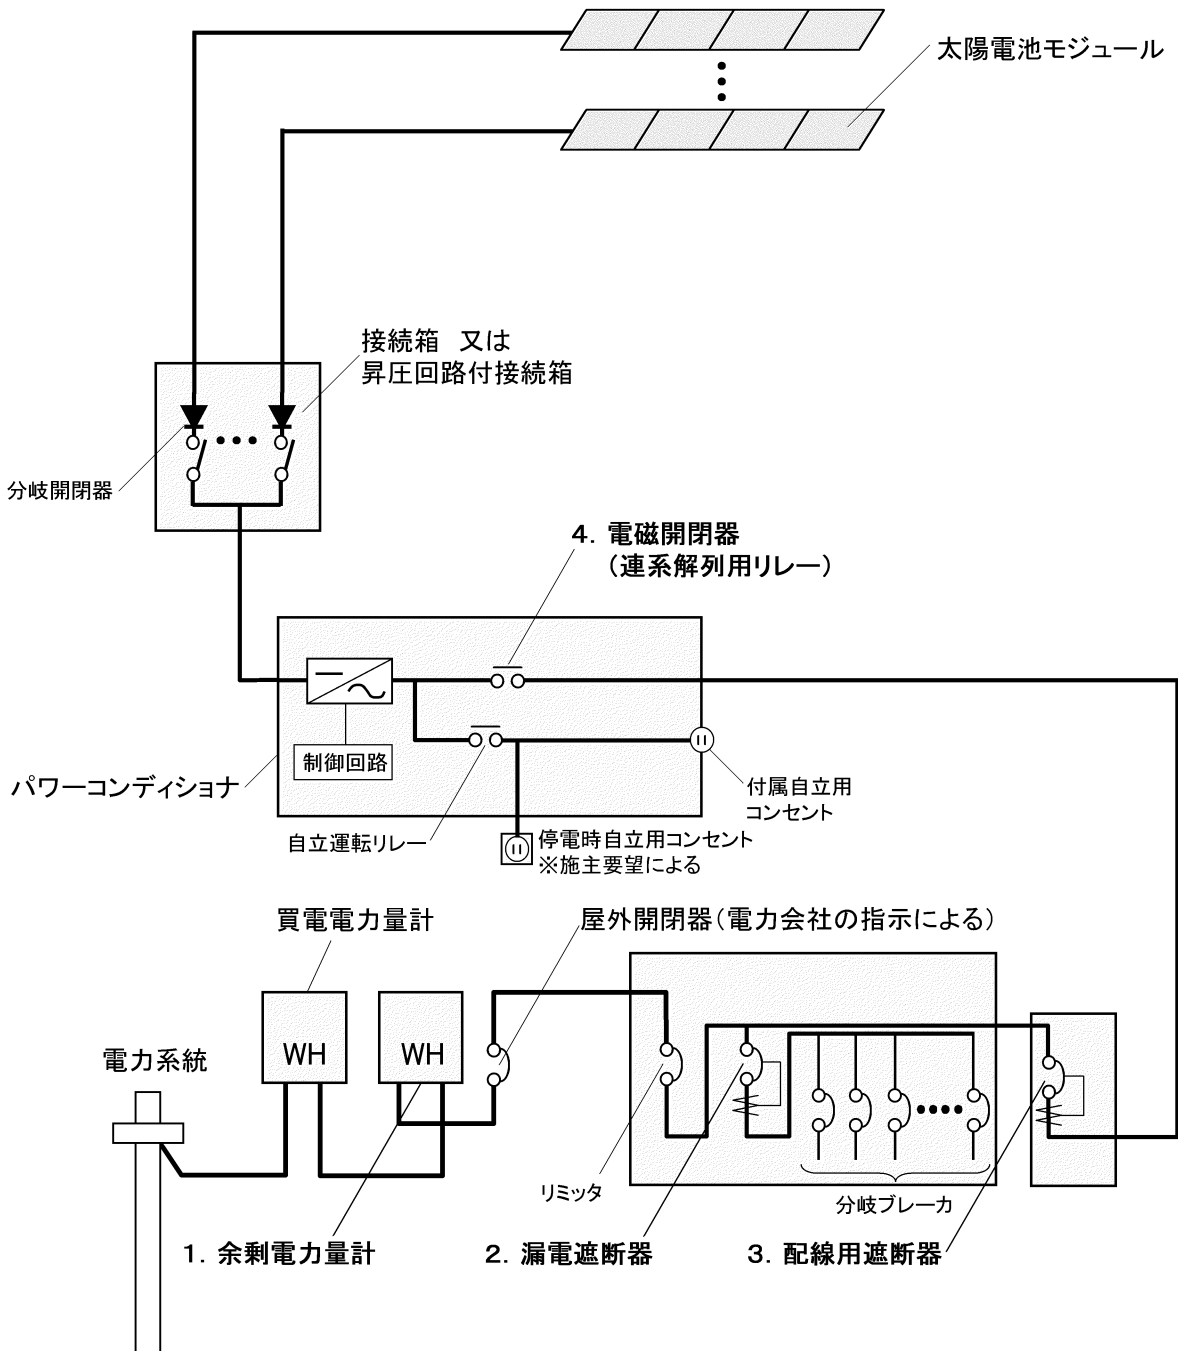 太陽電池モジュール
接続箱　又は
昇圧回路付接続箱
分岐開閉器
4．電磁開閉器
（連系解列用リレー）
制御回路
パワーコンディショナ
付属自立用
コンセント
自立運転リレー
停電時自立用コンセント
※施主要望による
買電電力量計
屋外開閉器（電力会社の指示による）
WH
WH
電力系統
リミッタ
分岐ブレーカ
1．余剰電力量計
2．漏電遮断器
3．配線用遮断器